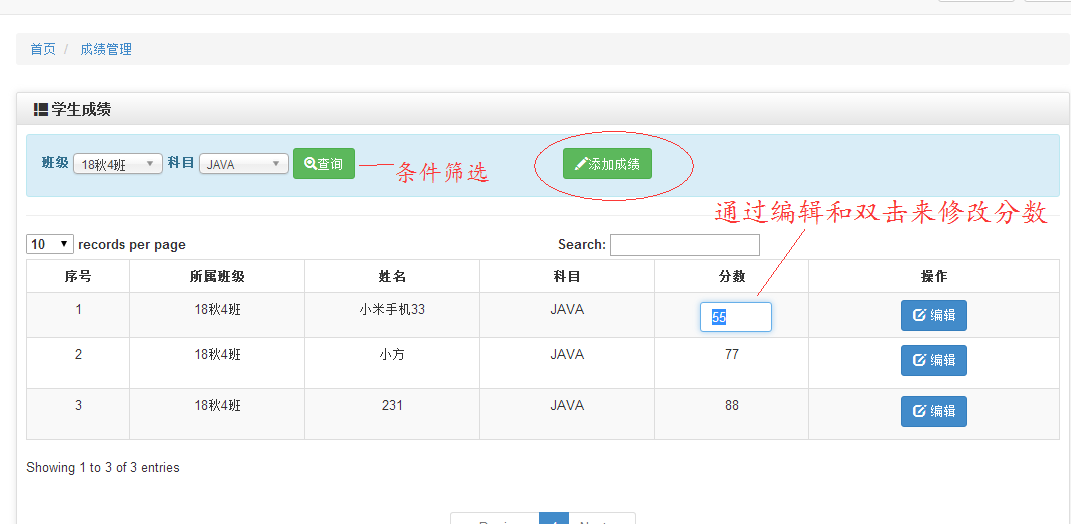 首页 / 成绩管理
学生成绩
班级 18秋4班 科目 JAVA 查询 条件筛选 添加成绩
通过编辑和双击来修改分数
10 records per page Search:
序号 所属班级 姓名 科目 分数 操作
1 18秋4班 小米手机33 JAVA 55 编辑
2 18秋4班 小方 JAVA 77 编辑
3 18秋4班 231 JAVA 88 编辑
Showing 1 to 3 of 3 entries